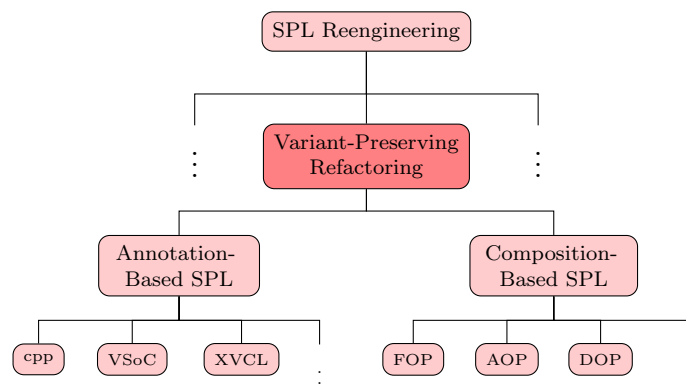 SPL Reengineering
Variant-Preserving
Refactoring
Annotation-
Based SPL
Composition-
Based SPL
cpp
VSoC
XVCL
FOP
AOP
DOP